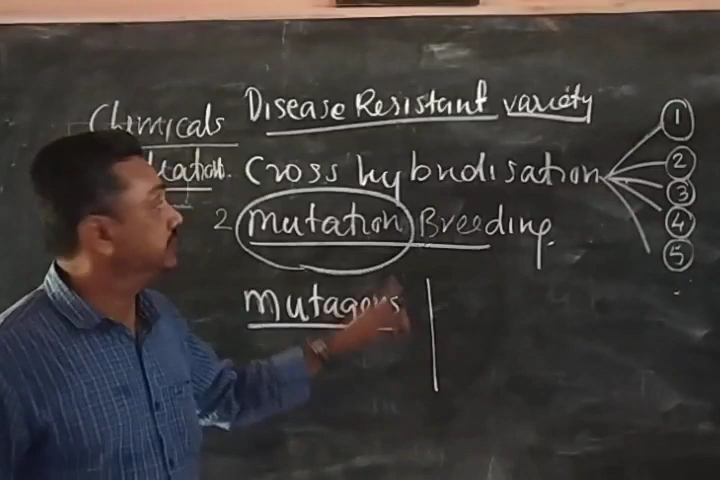 Chemicals
Disease Resistant variety
Cross hybridisation
2 Mutation Breeding.
Mutagens
1
2
3
4
5